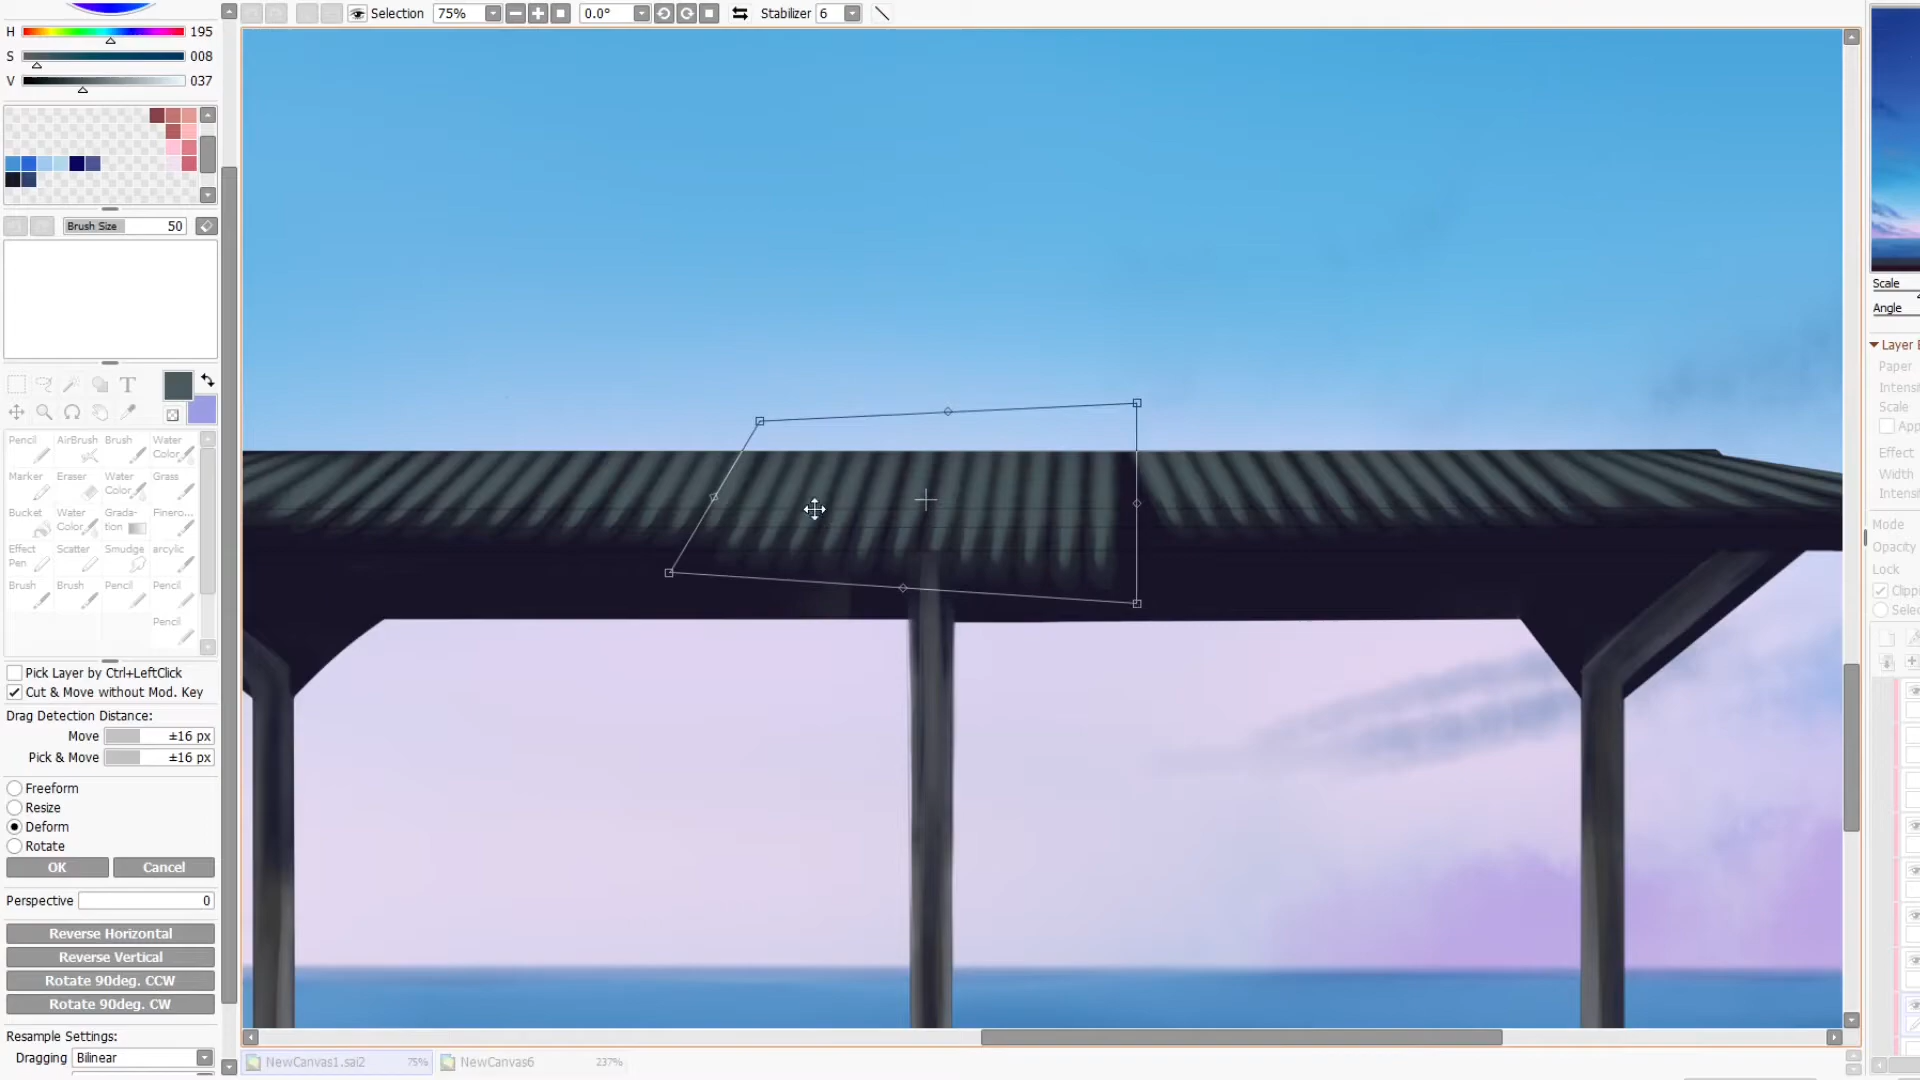 Selection 75% 0.0° Stabilizer 6
H 195
S 008
V 037
Brush Size 50
T
Pencil AirBrush Brush Water Color
Marker Eraser Water Color Grass
Bucket Water Color Grada-tion Finero...
Effect Pen Scatter Smudge arcylic
Brush Brush Pencil Pencil
Pencil
Pick Layer by Ctrl+LeftClick
Cut & Move without Mod. Key
Drag Detection Distance:
Move ±16 px
Pick & Move ±16 px
Freeform
Resize
Deform
Rotate
OK Cancel
Perspective 0
Reverse Horizontal
Reverse Vertical
Rotate 90deg. CCW
Rotate 90deg. CW
Resample Settings:
Dragging Bilinear
NewCanvas1.sai2 75% NewCanvas6 237%
Scale
Angle
Layer
Paper
Scale
Effect
Width
Mode
Opacity
Lock